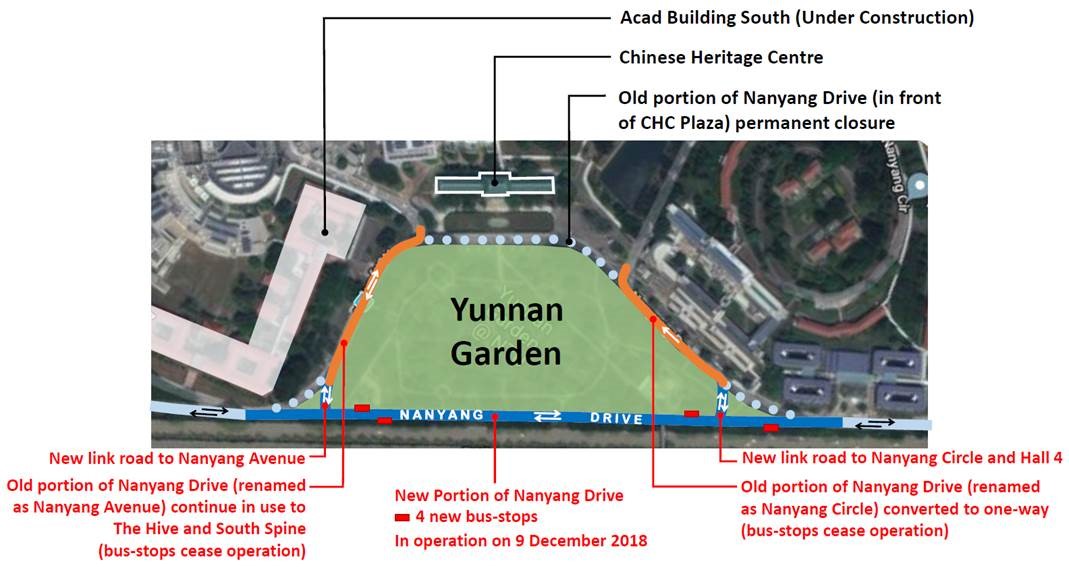 Acad Building South (Under Construction)
Chinese Heritage Centre
Old portion of Nanyang Drive (in front
of CHC Plaza) permanent closure
Nanyang Cir
Yunnan
Garden
Yunnan
Garden
NANYANG DRIVE
New link road to Nanyang Avenue
Old portion of Nanyang Drive (renamed
as Nanyang Avenue) continue in use to
The Hive and South Spine
(bus-stops cease operation)
New Portion of Nanyang Drive
4 new bus-stops
In operation on 9 December 2018
New link road to Nanyang Circle and Hall 4
Old portion of Nanyang Drive (renamed
as Nanyang Circle) converted to one-way
(bus-stops cease operation)